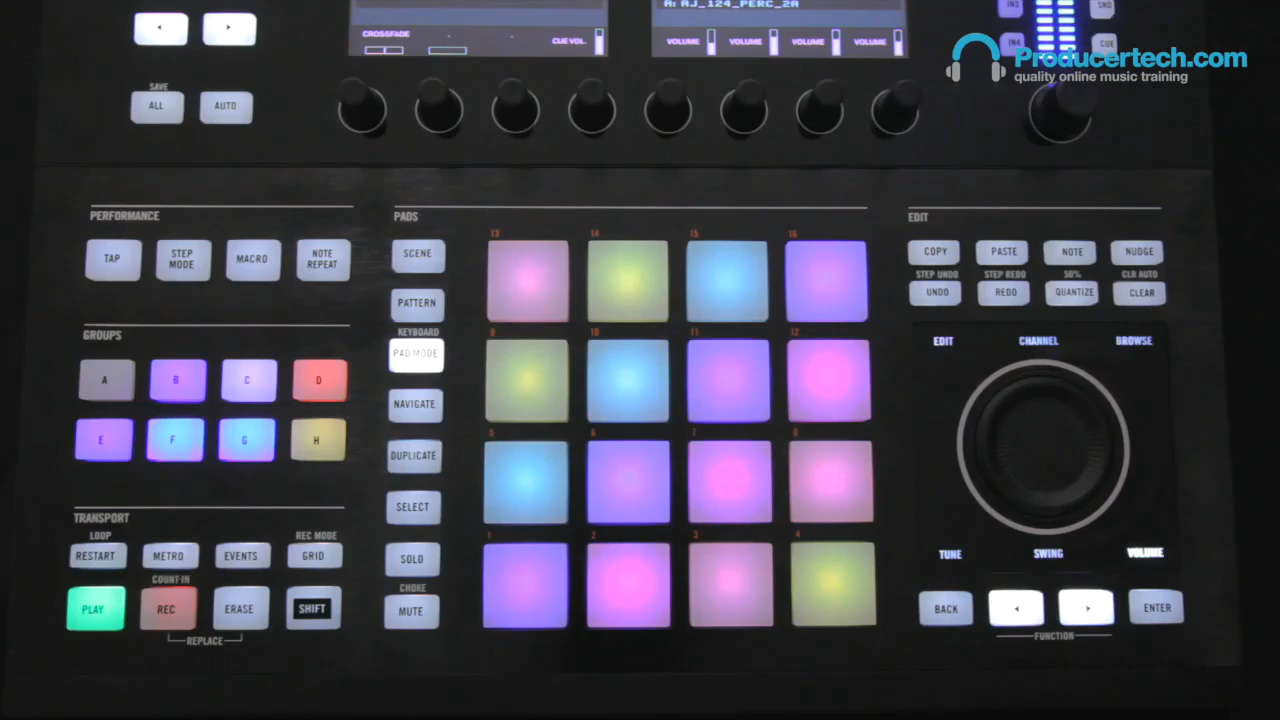 A: AJ_124_PERC_2A
CROSSFADE
CUE VOL.
VOLUME VOLUME VOLUME VOLUME
IN3 SND
IN4 CUE
Producertech.com
quality online music training
SAVE
ALL AUTO
PERFORMANCE
TAP
STEP MODE
MACRO
NOTE REPEAT
GROUPS
A B C D
E F G H
TRANSPORT
LOOP REC MODE
RESTART METRO EVENTS GRID
COUNT-IN
PLAY REC ERASE SHIFT
REPLACE
PADS
SCENE
PATTERN
KEYBOARD
PAD MODE
NAVIGATE
DUPLICATE
SELECT
SOLO
CHOKE
MUTE
13 14 15 16
9 10 11 12
5 6 7 8
1 2 3 4
EDIT
COPY PASTE NOTE NUDGE
STEP UNDO STEP REDO 50% CLR AUTO
UNDO REDO QUANTIZE CLEAR
EDIT CHANNEL BROWSE
TUNE SWING VOLUME
BACK ENTER
FUNCTION